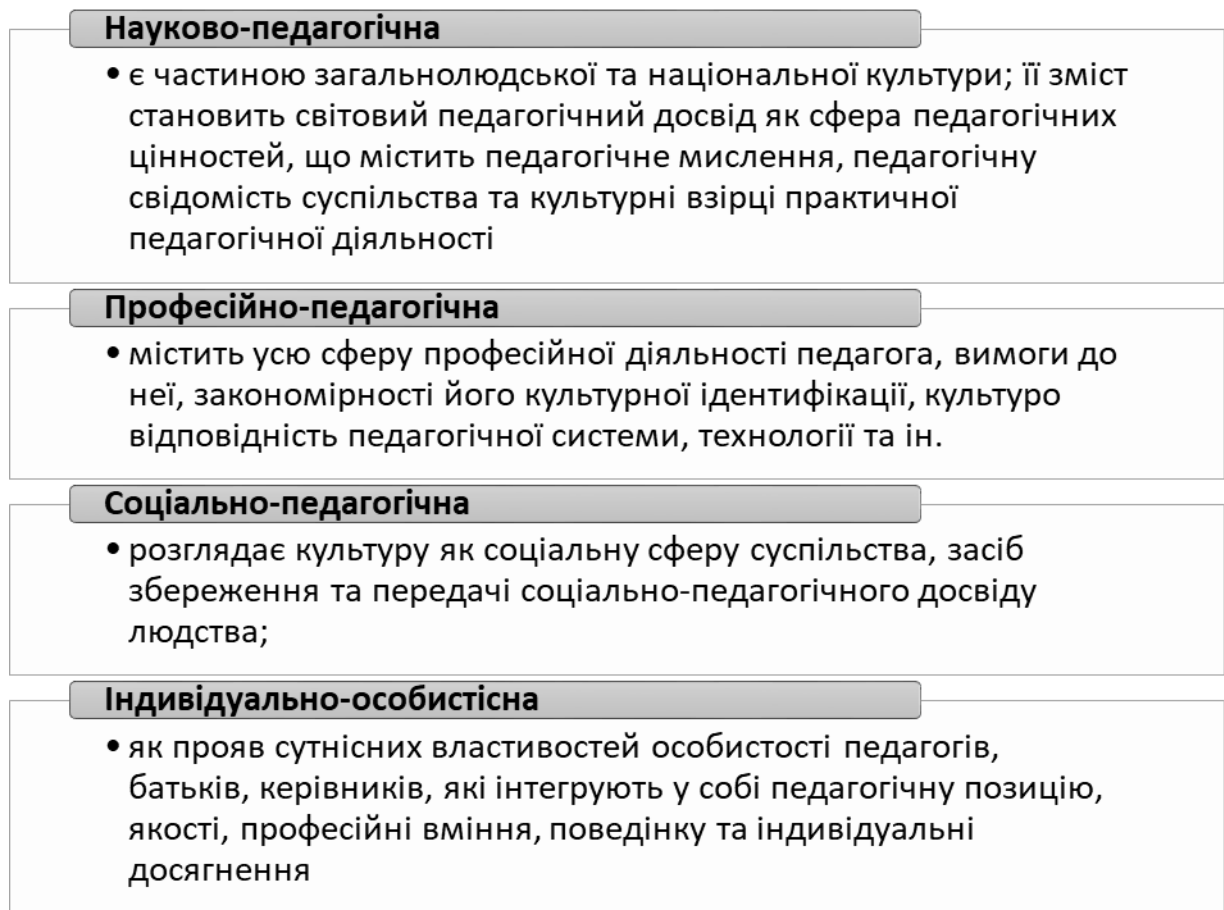 Науково-педагогічна
• є частиною загальнолюдської та національної культури; її зміст
становить світовий педагогічний досвід як сфера педагогічних
цінностей, що містить педагогічне мислення, педагогічну
свідомість суспільства та культурні взірці практичної
педагогічної діяльності
Професійно-педагогічна
• містить усю сферу професійної діяльності педагога, вимоги до
неї, закономірності його культурної ідентифікації, культуро
відповідність педагогічної системи, технології та ін.
Соціально-педагогічна
• розглядає культуру як соціальну сферу суспільства, засіб
збереження та передачі соціально-педагогічного досвіду
людства;
Індивідуально-особистісна
• як прояв сутнісних властивостей особистості педагогів,
батьків, керівників, які інтегрують у собі педагогічну позицію,
якості, професійні вміння, поведінку та індивідуальні
досягнення